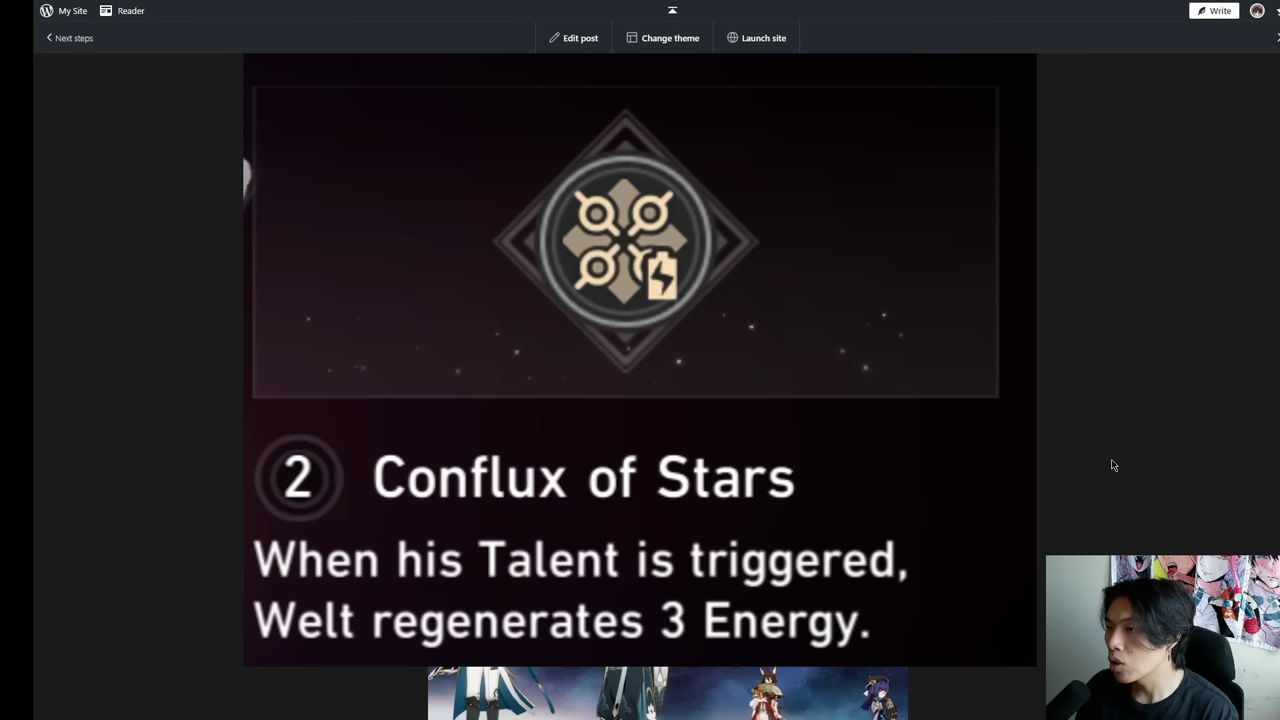 My Site Reader Write
Next steps Edit post Change theme Launch site
2 Conflux of Stars
When his Talent is triggered,
Welt regenerates 3 Energy.